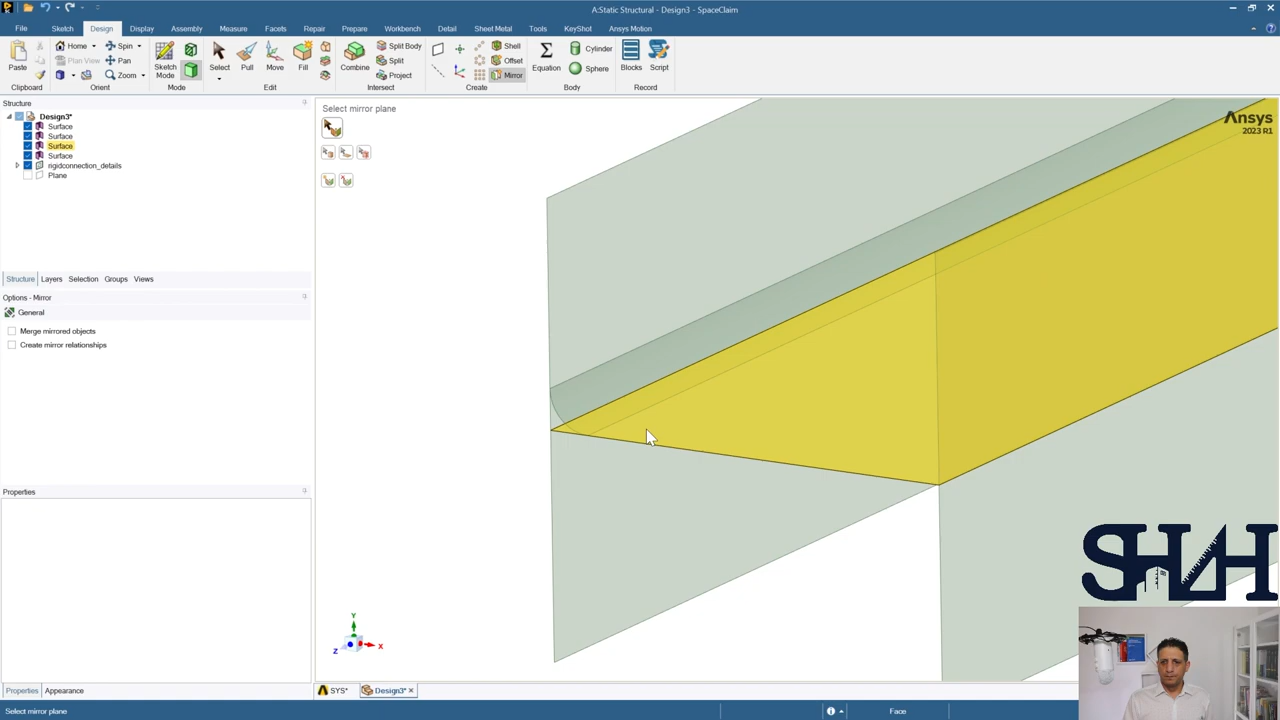 A:Static Structural - Design3 - SpaceClaim
File Sketch Design Display Assembly Measure Facets Repair Prepare Workbench Detail Sheet Metal Tools KeyShot Ansys Motion
Paste
Clipboard
Home Spin
Plan View Pan
Zoom
Orient
Sketch Mode
Mode
Select Pull Move Fill
Edit
Combine
Split Body
Split
Project
Intersect
Shell
Offset
Mirror
Create
Equation
Cylinder
Sphere
Body
Blocks Script
Record
Structure
Design3*
Surface
Surface
Surface
Surface
rigidconnection_details
Plane
Structure Layers Selection Groups Views
Options - Mirror
General
Merge mirrored objects
Create mirror relationships
Properties
Properties Appearance
Select mirror plane
Select mirror plane
Ansys
2023 R1
Y
X
Z
SYS* Design3*
Face
SHAH